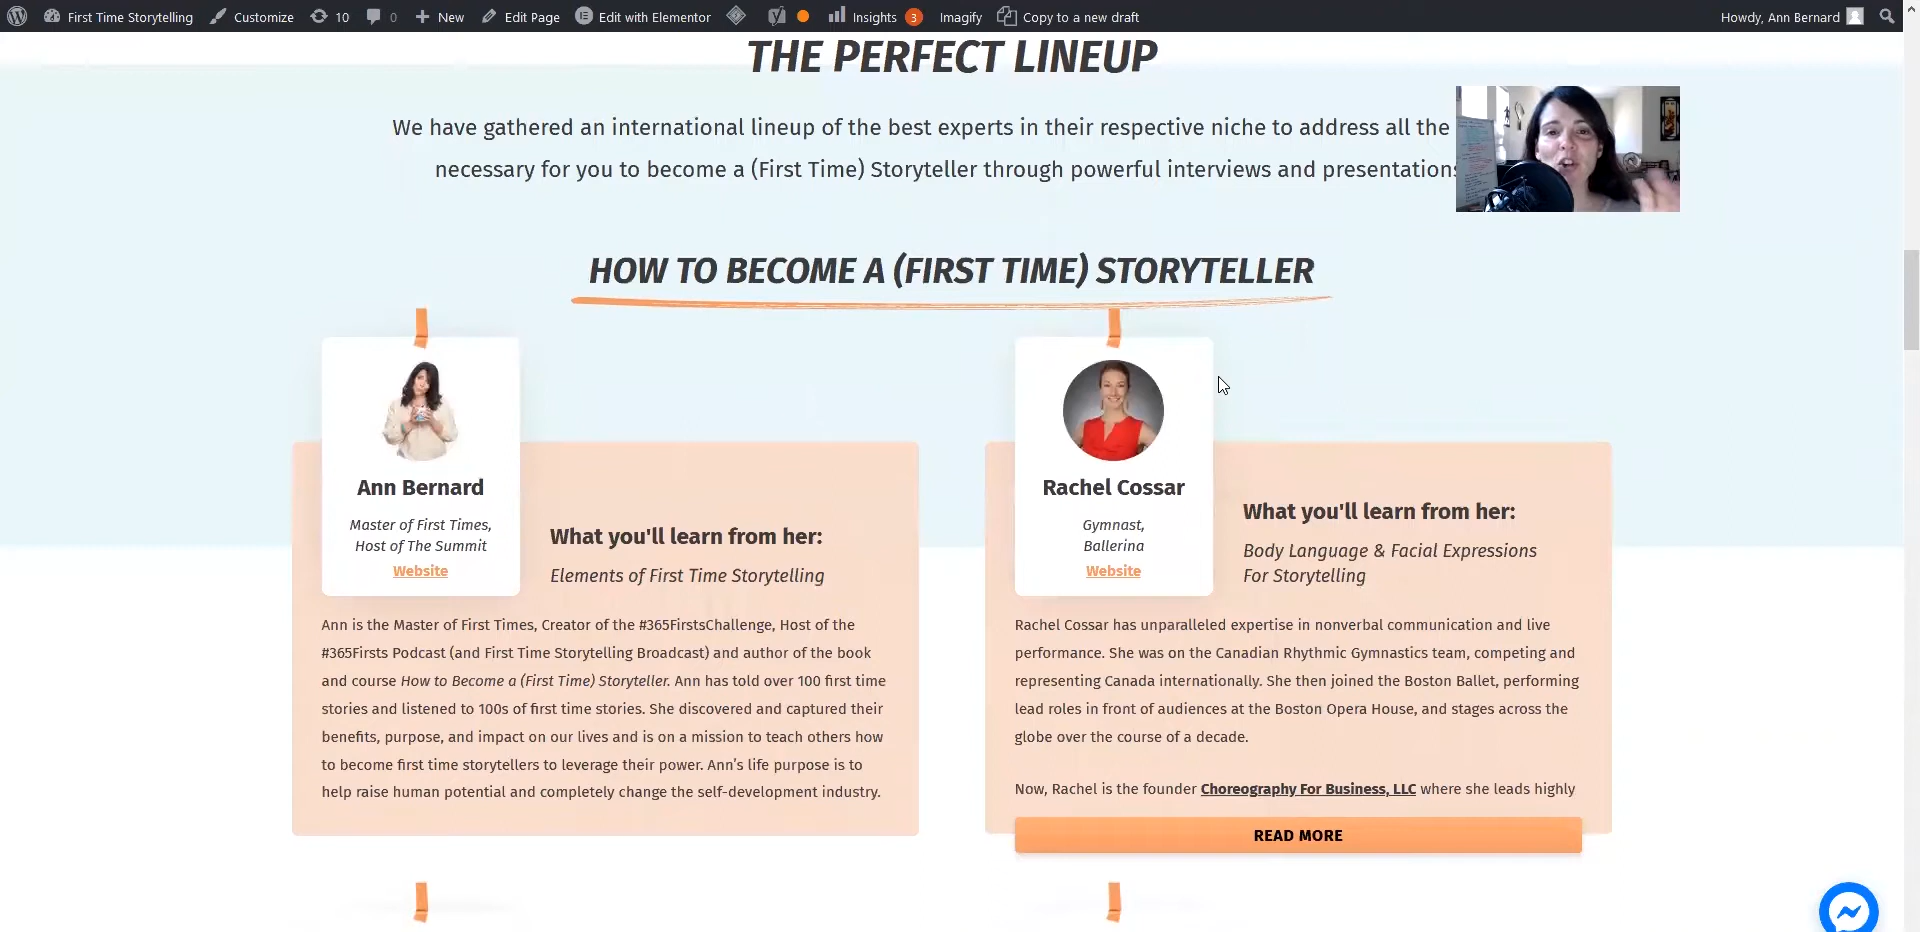 First Time Storytelling Customize 10 0 New Edit Page Edit with Elementor Insights 3 Imagify Copy to a new draft Howdy, Ann Bernard
THE PERFECT LINEUP
We have gathered an international lineup of the best experts in their respective niche to address all the
necessary for you to become a (First Time) Storyteller through powerful interviews and presentations
HOW TO BECOME A (FIRST TIME) STORYTELLER
Ann Bernard
Master of First Times,
Host of The Summit
Website
What you'll learn from her:
Elements of First Time Storytelling
Ann is the Master of First Times, Creator of the #365FirstsChallenge, Host of the
#365Firsts Podcast (and First Time Storytelling Broadcast) and author of the book
and course How to Become a (First Time) Storyteller. Ann has told over 100 first time
stories and listened to 100s of first time stories. She discovered and captured their
benefits, purpose, and impact on our lives and is on a mission to teach others how
to become first time storytellers to leverage their power. Ann's life purpose is to
help raise human potential and completely change the self-development industry.
Rachel Cossar
Gymnast,
Ballerina
Website
What you'll learn from her:
Body Language & Facial Expressions
For Storytelling
Rachel Cossar has unparalleled expertise in nonverbal communication and live
performance. She was on the Canadian Rhythmic Gymnastics team, competing and
representing Canada internationally. She then joined the Boston Ballet, performing
lead roles in front of audiences at the Boston Opera House, and stages across the
globe over the course of a decade.
Now, Rachel is the founder Choreography For Business, LLC where she leads highly
READ MORE